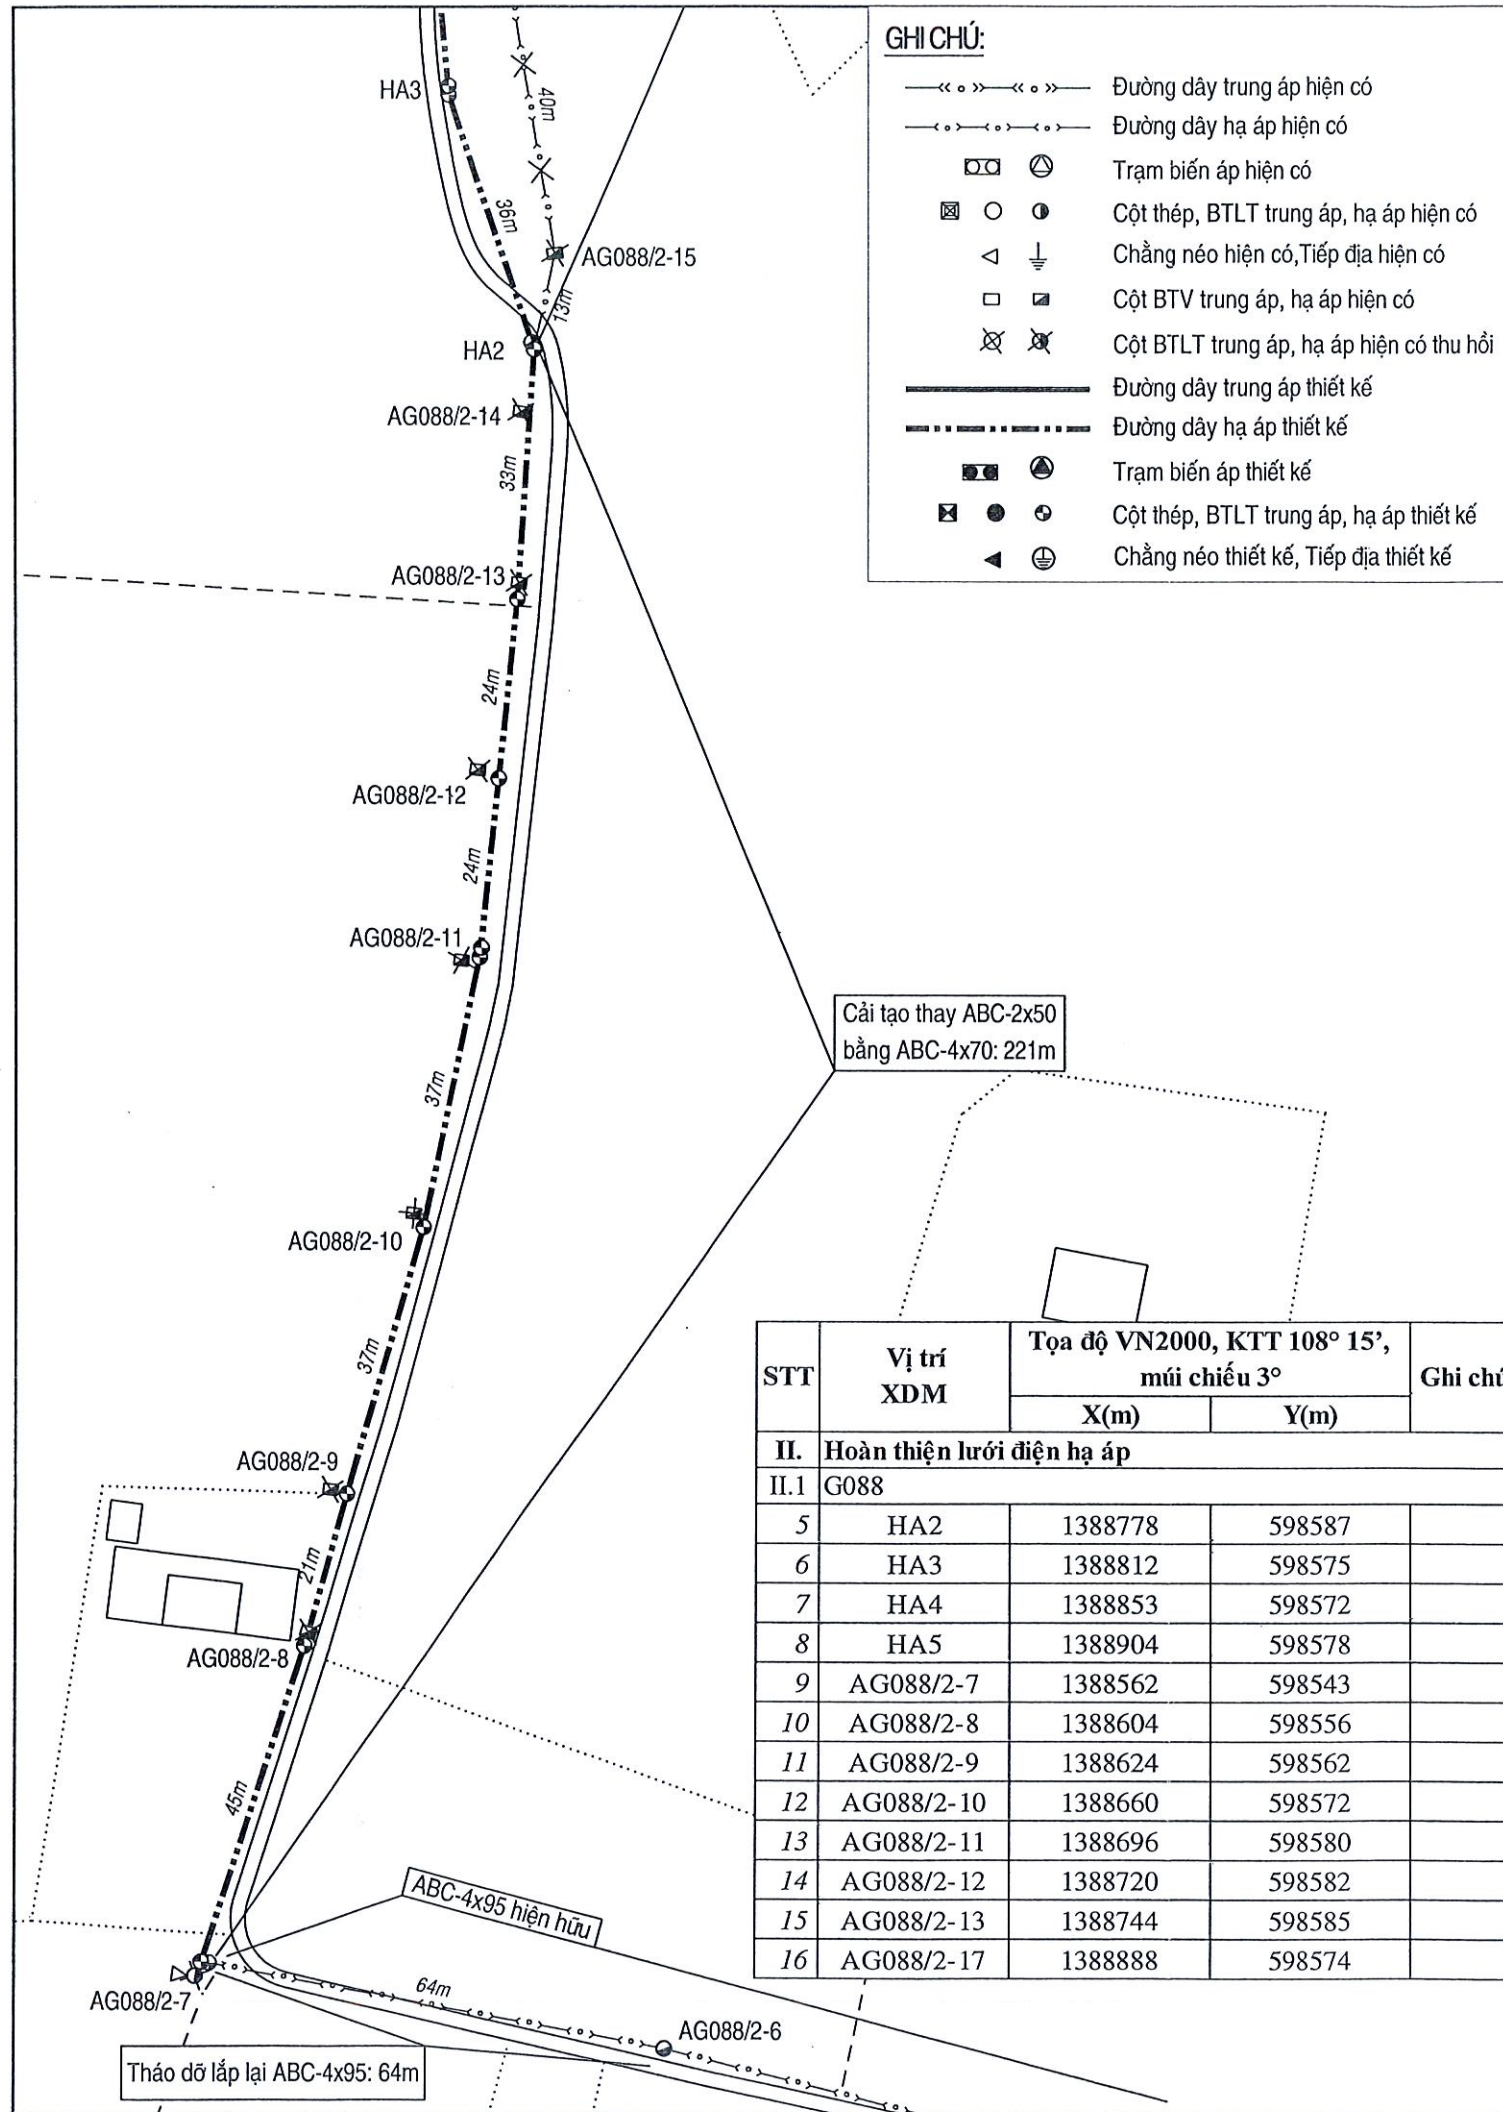 HA3
40m
36m
AG088/2-15
13m
HA2
AG088/2-14
33m
AG088/2-13
24m
AG088/2-12
24m
AG088/2-11
37m
AG088/2-10
37m
AG088/2-9
21m
AG088/2-8
45m
AG088/2-7
64m
AG088/2-6
ABC-4x95 hiện hữu
Tháo dỡ lắp lại ABC-4x95: 64m
Cải tạo thay ABC-2x50
bằng ABC-4x70: 221m
GHI CHÚ:
Đường dây trung áp hiện có
Đường dây hạ áp hiện có
Trạm biến áp hiện có
Cột thép, BTLT trung áp, hạ áp hiện có
Chằng néo hiện có,Tiếp địa hiện có
Cột BTV trung áp, hạ áp hiện có
Cột BTLT trung áp, hạ áp hiện có thu hồi
Đường dây trung áp thiết kế
Đường dây hạ áp thiết kế
Trạm biến áp thiết kế
Cột thép, BTLT trung áp, hạ áp thiết kế
Chằng néo thiết kế, Tiếp địa thiết kế
STT Vị trí XDM Tọa độ VN2000, KTT 108° 15’, múi chiếu 3° Ghi chú
X(m) Y(m)
II. Hoàn thiện lưới điện hạ áp
II.1 G088
5 HA2 1388778 598587
6 HA3 1388812 598575
7 HA4 1388853 598572
8 HA5 1388904 598578
9 AG088/2-7 1388562 598543
10 AG088/2-8 1388604 598556
11 AG088/2-9 1388624 598562
12 AG088/2-10 1388660 598572
13 AG088/2-11 1388696 598580
14 AG088/2-12 1388720 598582
15 AG088/2-13 1388744 598585
16 AG088/2-17 1388888 598574